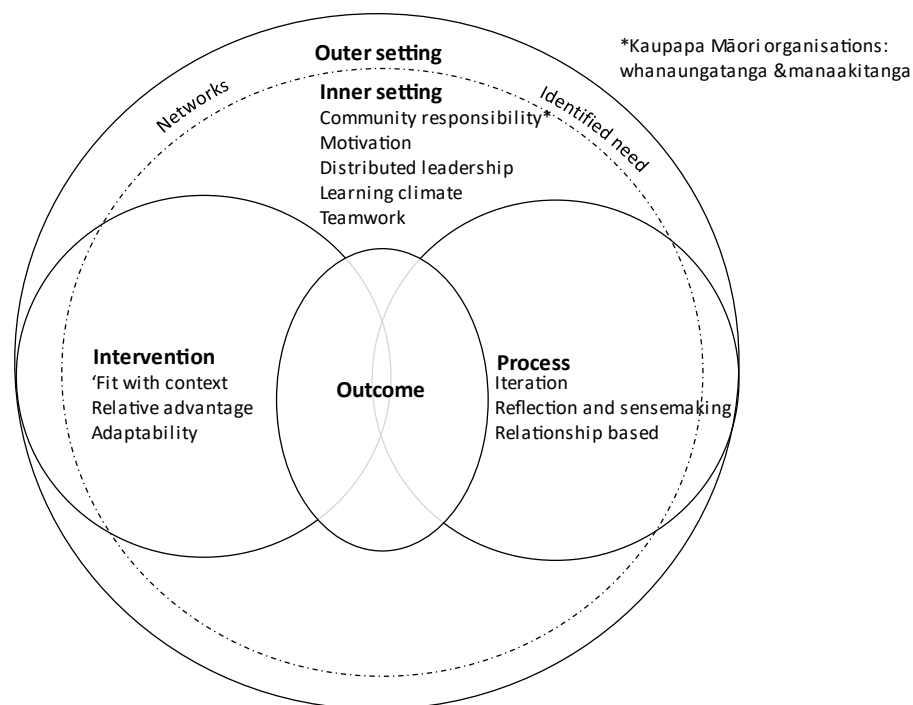 *Kaupapa Māori organisations:
whanaungatanga &manaakitanga
Outer setting
Networks
Identified need
Inner setting
Community responsibility*
Motivation
Distributed leadership
Learning climate
Teamwork
Intervention
‘Fit with context
Relative advantage
Adaptability
Outcome
Process
Iteration
Reflection and sensemaking
Relationship based